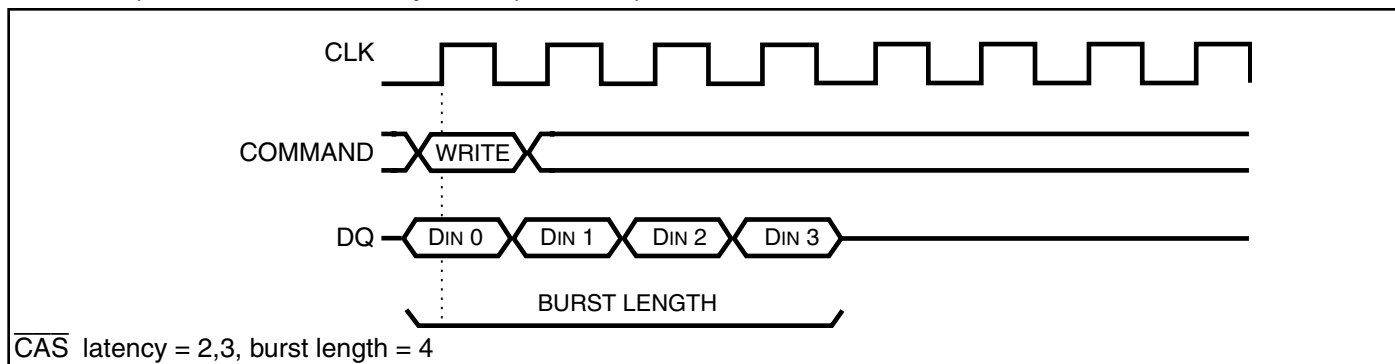 CLK
COMMAND WRITE
DQ DIN 0 DIN 1 DIN 2 DIN 3
BURST LENGTH
CAS latency = 2,3, burst length = 4